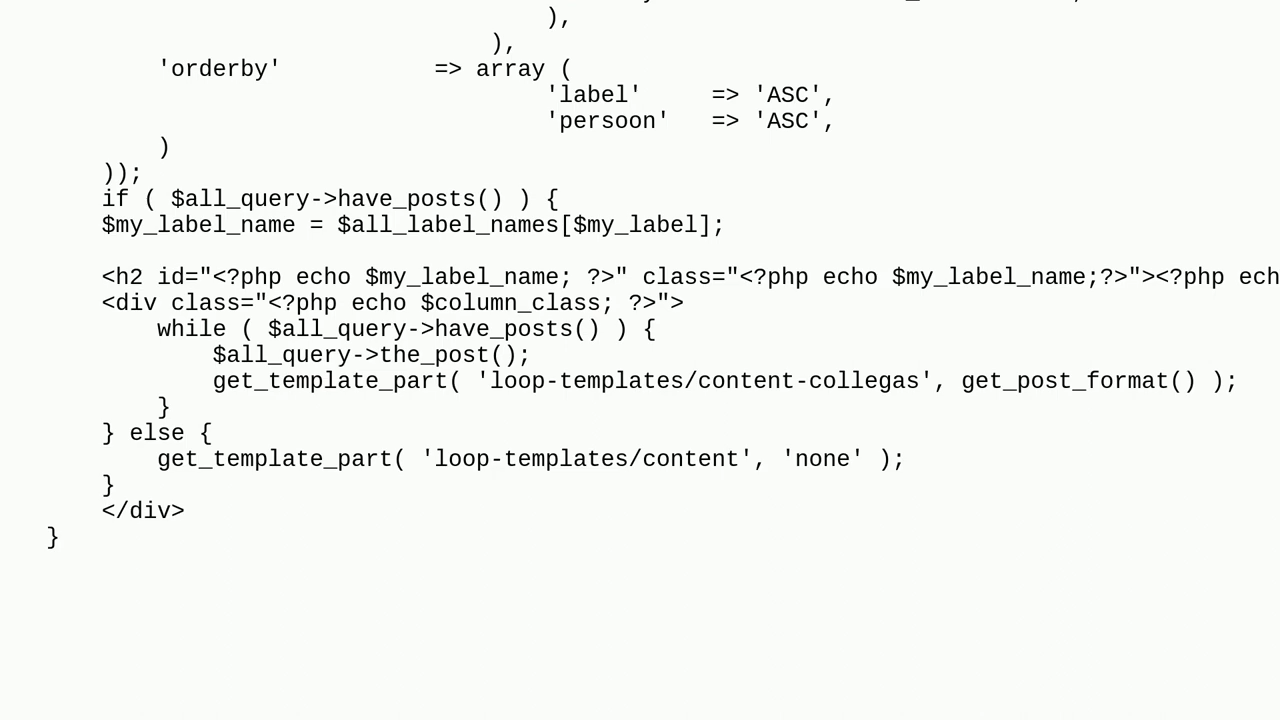 ),
),
'orderby' => array (
'label' => 'ASC',
'persoon' => 'ASC',
)
));
if ( $all_query->have_posts() ) {
$my_label_name = $all_label_names[$my_label];
<h2 id="<?php echo $my_label_name; ?>" class="<?php echo $my_label_name;?>"><?php ech
<div class="<?php echo $column_class; ?>">
while ( $all_query->have_posts() ) {
$all_query->the_post();
get_template_part( 'loop-templates/content-collegas', get_post_format() );
}
} else {
get_template_part( 'loop-templates/content', 'none' );
}
</div>
}